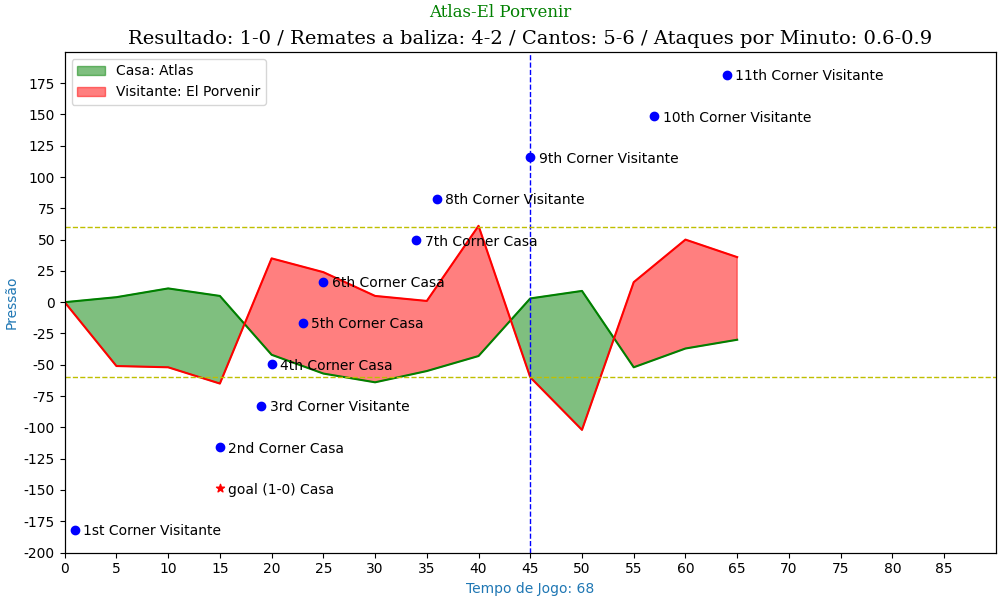 Atlas-El Porvenir
Resultado: 1-0 / Remates a baliza: 4-2 / Cantos: 5-6 / Ataques por Minuto: 0.6-0.9
Casa: Atlas
Visitante: El Porvenir
11th Corner Visitante
10th Corner Visitante
9th Corner Visitante
8th Corner Visitante
7th Corner Casa
6th Corner Casa
5th Corner Casa
4th Corner Casa
3rd Corner Visitante
2nd Corner Casa
goal (1-0) Casa
1st Corner Visitante
Pressão
175
150
125
100
75
50
25
0
-25
-50
-75
-100
-125
-150
-175
-200
0 5 10 15 20 25 30 35 40 45 50 55 60 65 70 75 80 85
Tempo de Jogo: 68